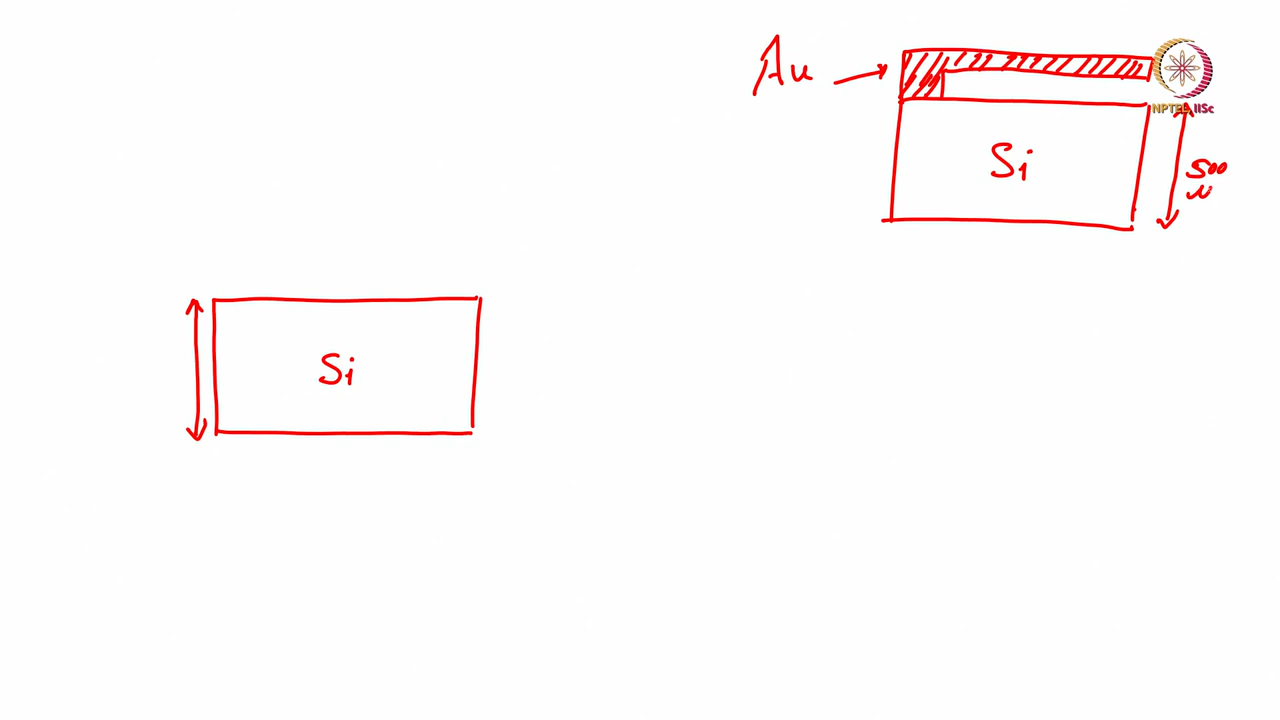 Au
NPTEL IISc
Si
500
μ
Si